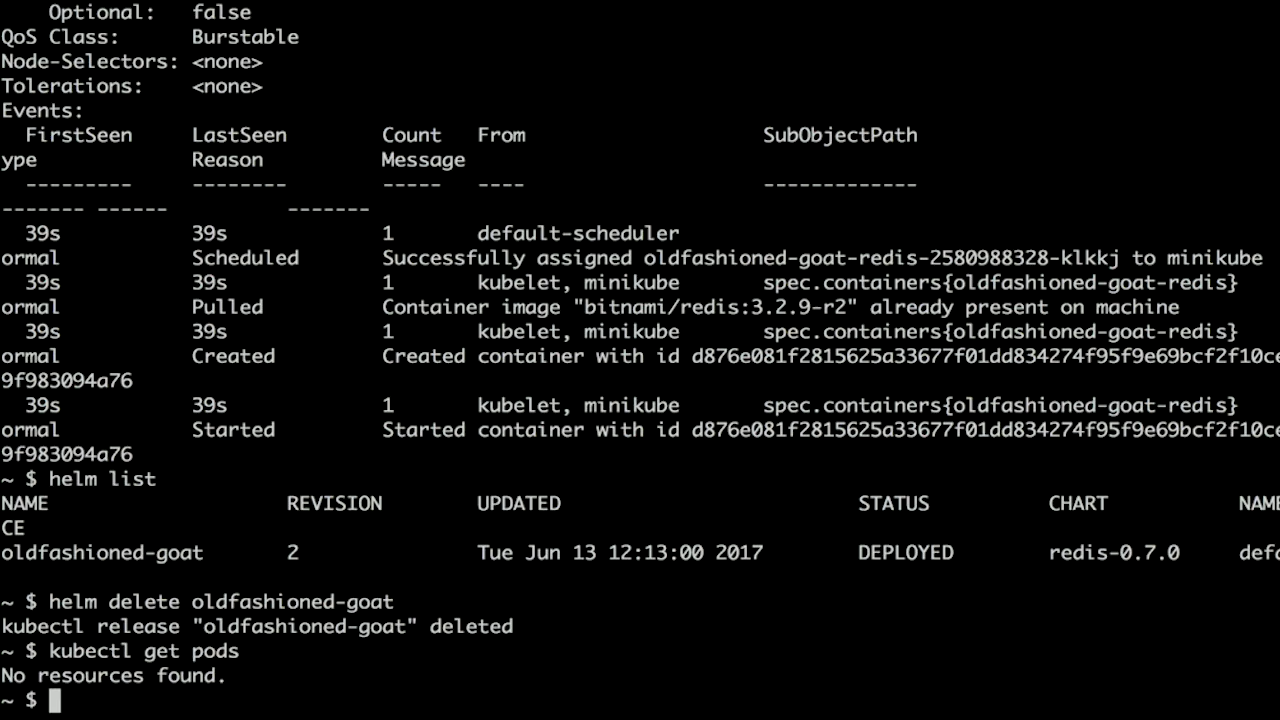 Optional: false
QoS Class: Burstable
Node-Selectors: <none>
Tolerations: <none>
Events:
FirstSeen LastSeen Count From SubObjectPath
ype Reason Message
--------- -------- ----- ---- -------------
------- ------ -------
39s 39s 1 default-scheduler
ormal Scheduled Successfully assigned oldfashioned-goat-redis-2580988328-klkkj to minikube
39s 39s 1 kubelet, minikube spec.containers{oldfashioned-goat-redis}
ormal Pulled Container image "bitnami/redis:3.2.9-r2" already present on machine
39s 39s 1 kubelet, minikube spec.containers{oldfashioned-goat-redis}
ormal Created Created container with id d876e081f2815625a33677f01dd834274f95f9e69bcf2f10ce
9f983094a76
39s 39s 1 kubelet, minikube spec.containers{oldfashioned-goat-redis}
ormal Started Started container with id d876e081f2815625a33677f01dd834274f95f9e69bcf2f10ce
9f983094a76
~ $ helm list
NAME REVISION UPDATED STATUS CHART NAME
CE
oldfashioned-goat 2 Tue Jun 13 12:13:00 2017 DEPLOYED redis-0.7.0 defa
~ $ helm delete oldfashioned-goat
kubectl release "oldfashioned-goat" deleted
~ $ kubectl get pods
No resources found.
~ $